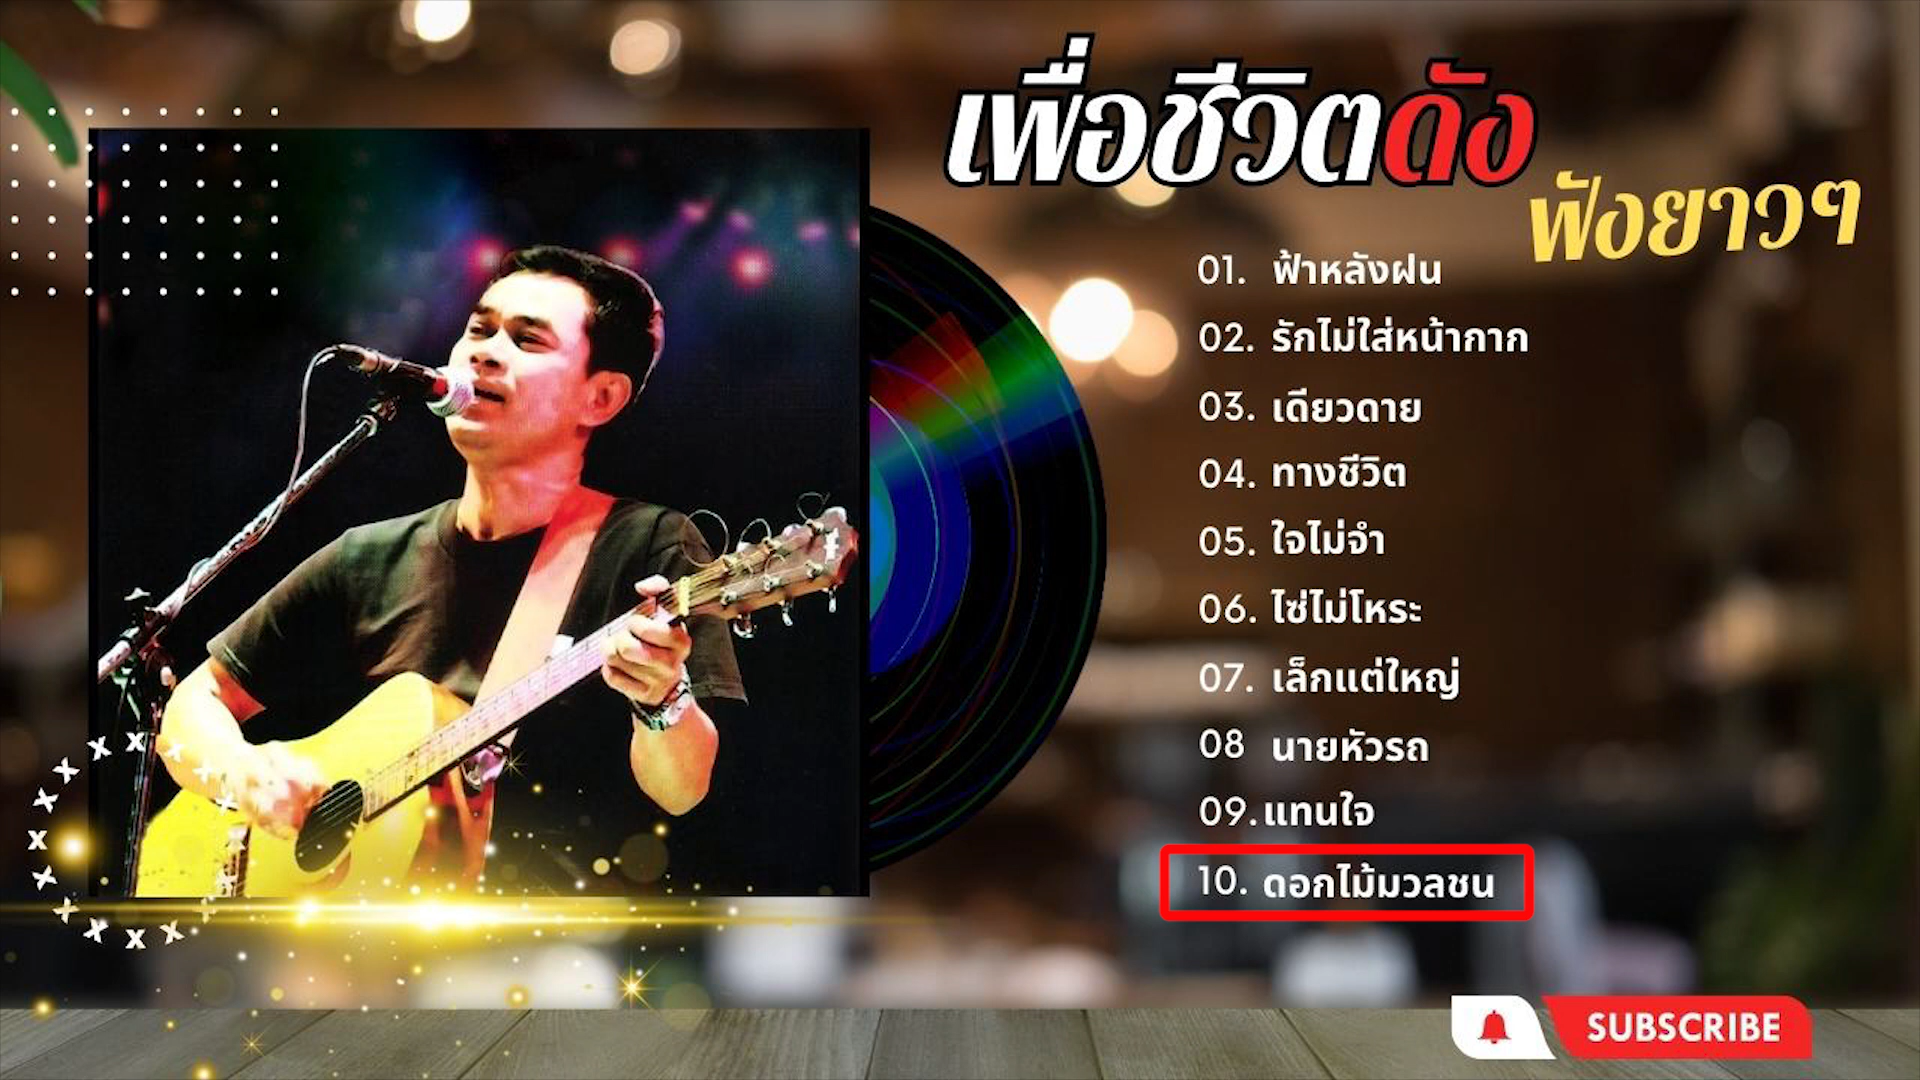 เพื่อชีวิตดัง
ฟังยาวๆ
01. ฟ้าหลังฝน
02. รักไม่ใส่หน้ากาก
03. เดียวดาย
04. ทางชีวิต
05. ใจไม่จำ
06. ไซ่ไม่โหระ
07. เล็กแต่ใหญ่
08 นายหัวรถ
09. แทนใจ
10. ดอกไม้มวลชน
SUBSCRIBE